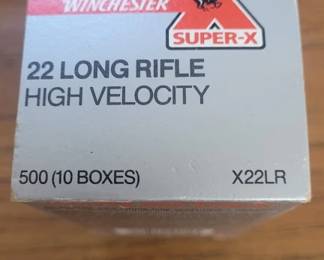 WINCHESTER
SUPER-X
22 LONG RIFLE
HIGH VELOCITY
500 (10 BOXES) X22LR